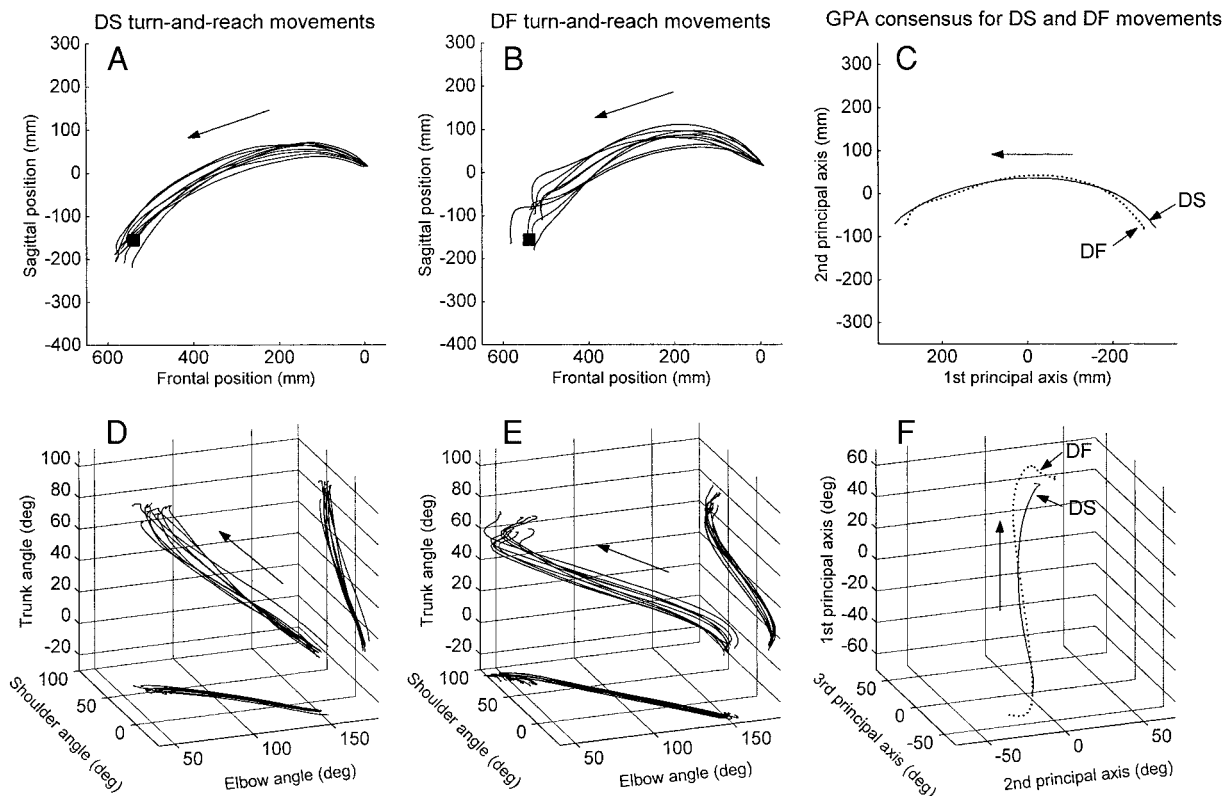 DS turn-and-reach movements
DF turn-and-reach movements
GPA consensus for DS and DF movements
A
300
200
100
0
-100
-200
-300
-400
Sagittal position (mm)
600
400
200
0
Frontal position (mm)
B
300
200
100
0
-100
-200
-300
-400
Sagittal position (mm)
600
400
200
0
Frontal position (mm)
C
300
200
100
0
-100
-200
-300
2nd principal axis (mm)
DS
DF
200
0
-200
1st principal axis (mm)
D
100
80
60
40
20
0
-20
Trunk angle (deg)
100
50
0
Shoulder angle (deg)
50
100
150
Elbow angle (deg)
E
100
80
60
40
20
0
-20
Trunk angle (deg)
100
50
0
Shoulder angle (deg)
50
100
150
Elbow angle (deg)
F
60
40
20
0
-20
-40
-60
1st principal axis (deg)
DF
DS
50
0
-50
3rd principal axis (deg)
-50
0
50
2nd principal axis (deg)